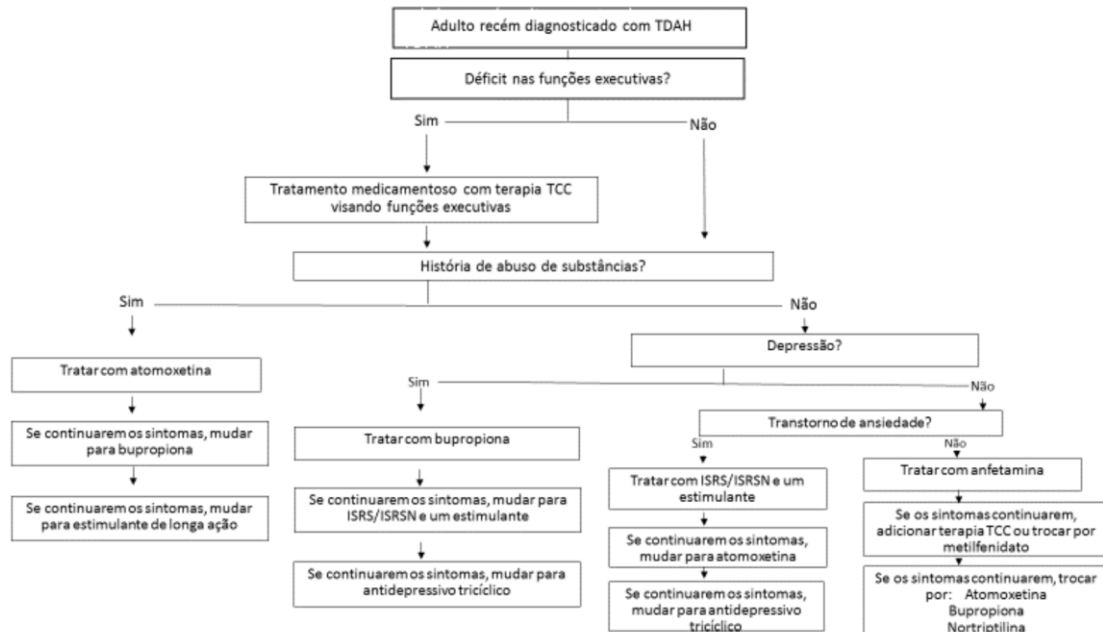 Adulto recém diagnosticado com TDAH
Déficit nas funções executivas?
Sim
Não
Tratamento medicamentoso com terapia TCC
visando funções executivas
História de abuso de substâncias?
Sim
Não
Tratar com atomoxetina
Se continuarem os sintomas, mudar
para bupropiona
Se continuarem os sintomas, mudar
para estimulante de longa ação
Depressão?
Sim
Não
Tratar com bupropiona
Se continuarem os sintomas, mudar para
ISRS/ISRSN e um estimulante
Se continuarem os sintomas, mudar para
antidepressivo tricíclico
Transtorno de ansiedade?
Sim
Não
Tratar com ISRS/ISRSN e um
estimulante
Se continuarem os sintomas,
mudar para atomoxetina
Se continuarem os sintomas,
mudar para antidepressivo
tricíclico
Tratar com anfetamina
Se os sintomas continuarem,
adicionar terapia TCC ou trocar por
metilfenidato
Se os sintomas continuarem, trocar
por: Atomoxetina
Bupropiona
Nortriptilina